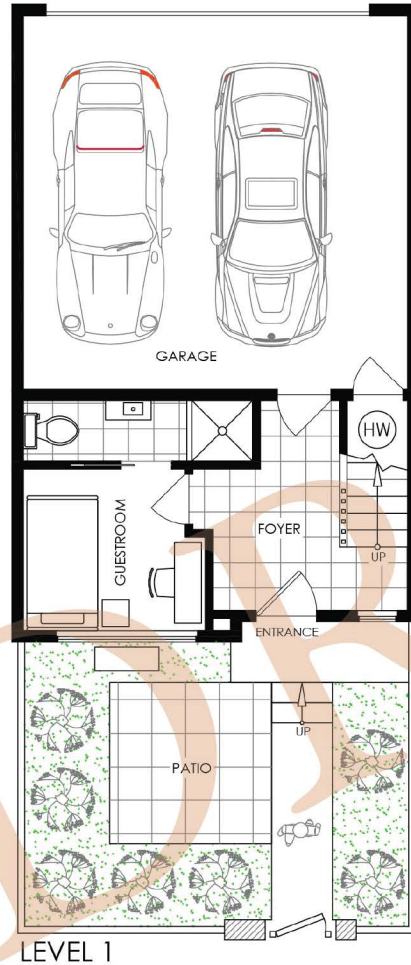 GARAGE
HW
GUESTROOM
FOYER
UP
ENTRANCE
UP
PATIO
LEVEL 1